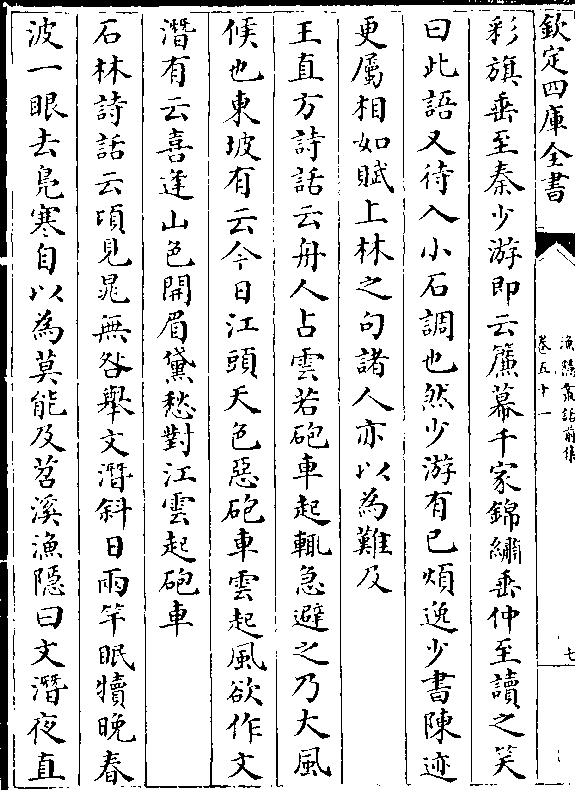 欽定四庫全書
漁隱叢話前集
卷五十一
七
彩旗垂至秦少游即云簾幕千家錦繡垂仲至讀之笑
曰此語又待入小石調也然少游有已煩逸少書陳迹
更屬相如賦上林之句諸人亦以為難及
王直方詩話云舟人占雲若砲車起輒急避之乃大風
候也東坡有云今日江頭天色惡砲車雲起風欲作文
潛有云喜逢山色開眉黛愁對江雲起砲車
石林詩話云頃見晁無咎舉文潛斜日兩竿眠犢晚春
波一眼去鳬寒自以為莫能及苕溪漁隱曰文潛夜直